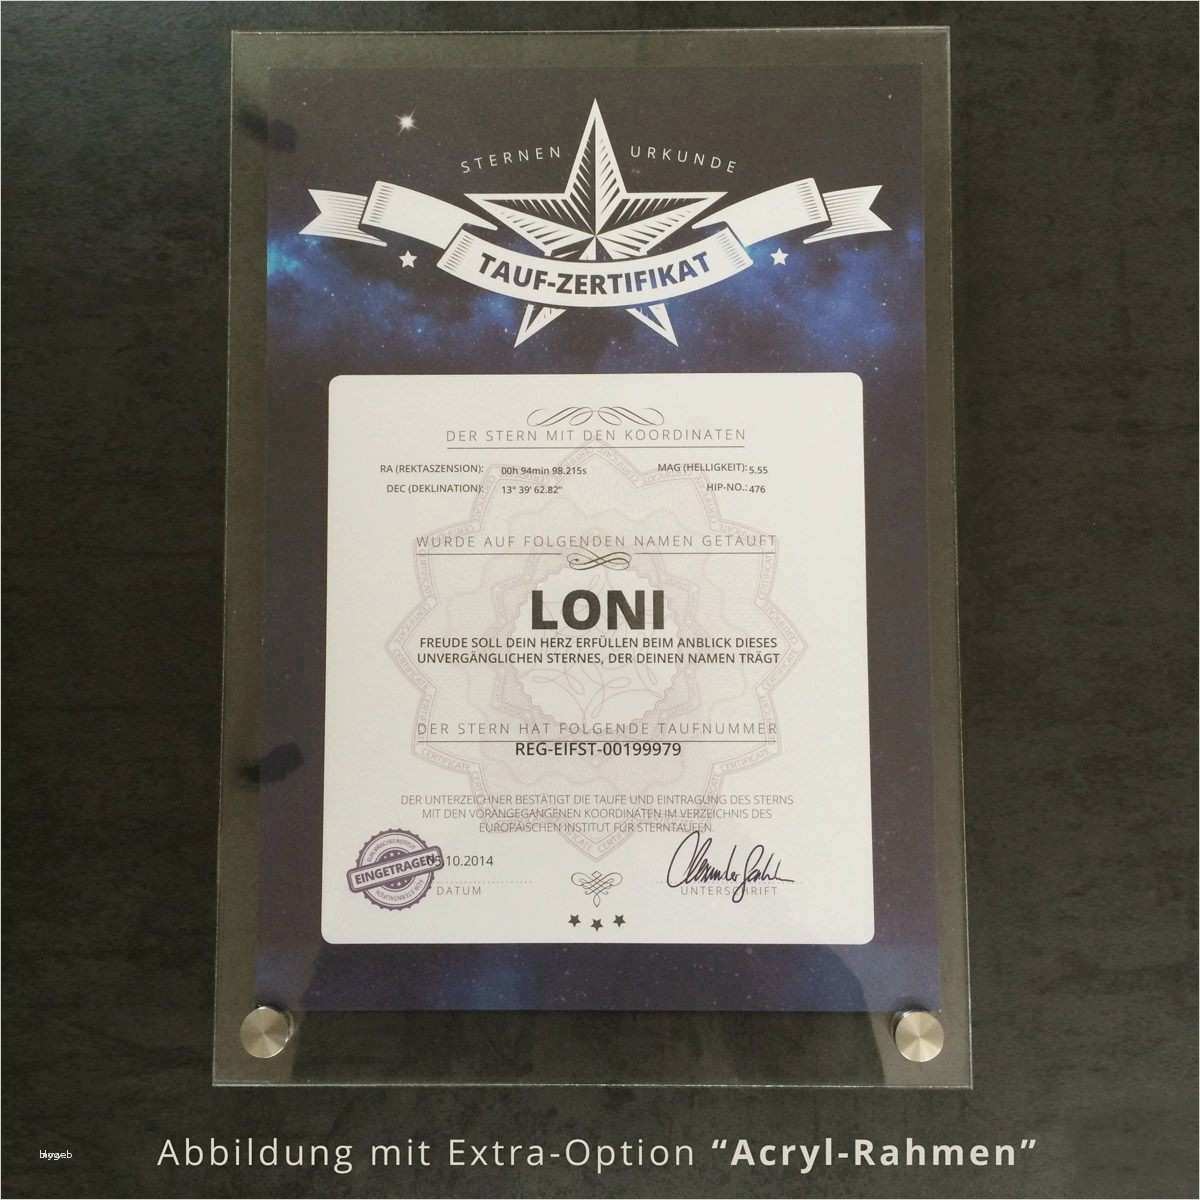 STERNEN URKUNDE
TAUF-ZERTIFIKAT
DER STERN MIT DEN KOORDINATEN
RA (REKTASZENSION): 00h 94min 98.215s MAG (HELLIGKEIT): 5.55
DEC (DEKLINATION): 13° 39' 62.82" HIP-NO.: 476
WURDE AUF FOLGENDEN NAMEN GETAUFT
LONI
FREUDE SOLL DEIN HERZ ERFÜLLEN BEIM ANBLICK DIESES
UNVERGÄNGLICHEN STERNES, DER DEINEN NAMEN TRÄGT
DER STERN HAT FOLGENDE TAUFNUMMER
REG-EIFST-00199979
DER UNTERZEICHNER BESTÄTIGT DIE TAUFE UND EINTRAGUNG DES STERNS
MIT DEN VORANGEGANGENEN KOORDINATEN IM VERZEICHNIS DES
EUROPÄISCHEN INSTITUT FÜR STERNTAUFEN.
EINGETRAGEN
05.10.2014
DATUM
UNTERSCHRIFT
CERTIFICATE
Abbildung mit Extra-Option “Acryl-Rahmen”